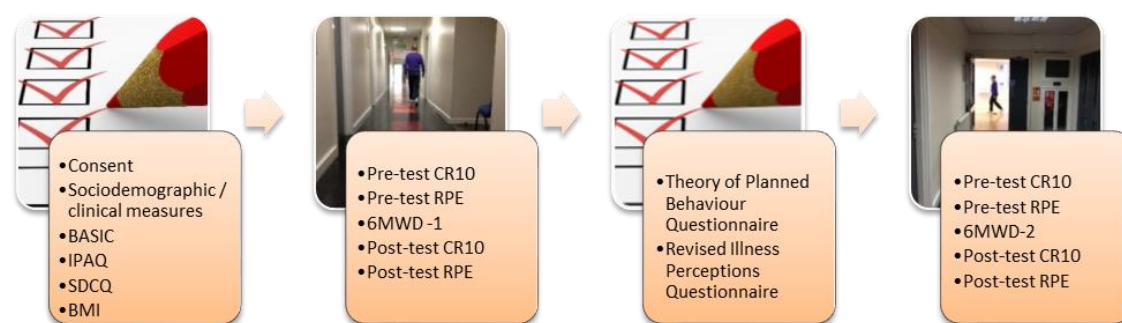 •Consent
•Sociodemographic /
clinical measures
•BASIC
•IPAQ
•SDCQ
•BMI
•Pre-test CR10
•Pre-test RPE
•6MWD -1
•Post-test CR10
•Post-test RPE
•Theory of Planned
Behaviour
Questionnaire
•Revised Illness
Perceptions
Questionnaire
•Pre-test CR10
•Pre-test RPE
•6MWD-2
•Post-test CR10
•Post-test RPE